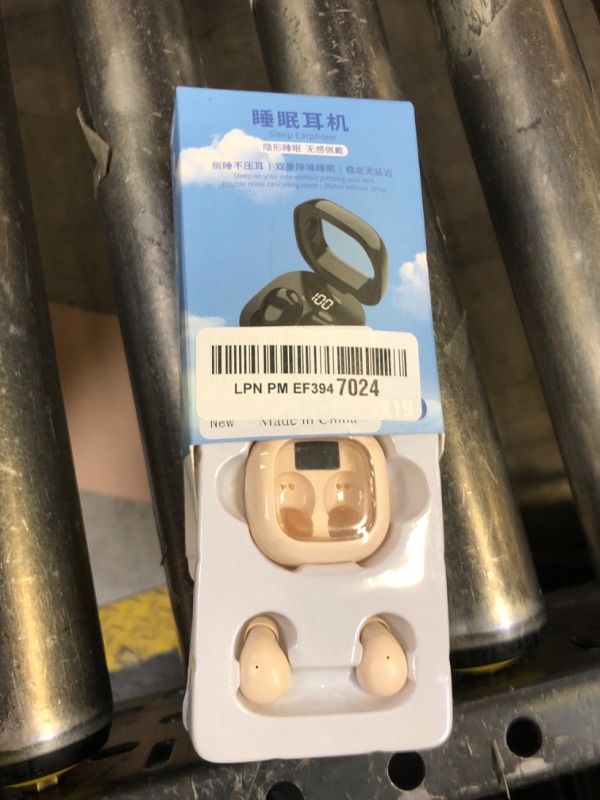 睡眠耳机
Sleep Earphone
隐形睡眠 无感佩戴
侧睡不压耳 | 双重降噪睡眠 | 稳定无延迟
Sleep on your side without pressing your ears
Double noise cancelling sleep | Stable without delay
100
LPN PM EF394 7024
X19
New Made in China